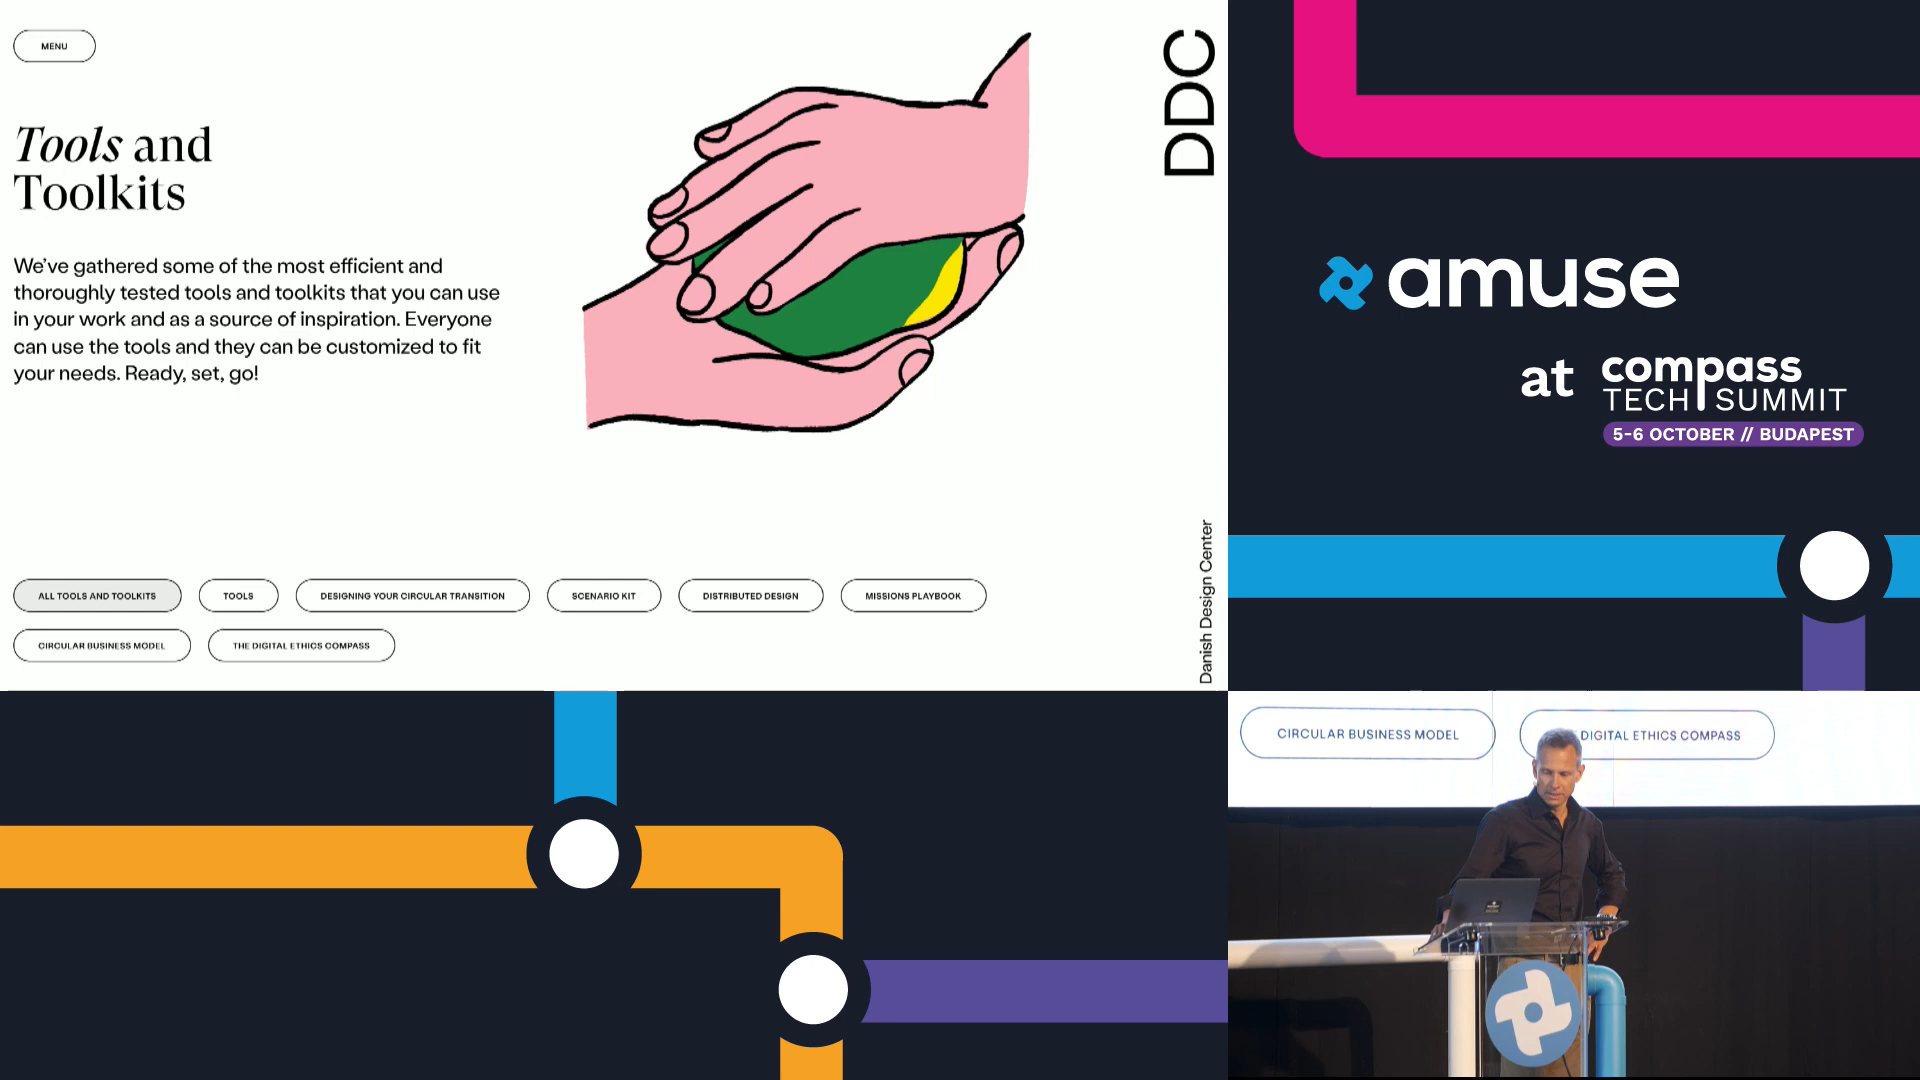 MENU
Tools and
Toolkits
We've gathered some of the most efficient and
thoroughly tested tools and toolkits that you can use
in your work and as a source of inspiration. Everyone
can use the tools and they can be customized to fit
your needs. Ready, set, go!
ALL TOOLS AND TOOLKITS
TOOLS
DESIGNING YOUR CIRCULAR TRANSITION
SCENARIO KIT
DISTRIBUTED DESIGN
MISSIONS PLAYBOOK
CIRCULAR BUSINESS MODEL
THE DIGITAL ETHICS COMPASS
DDC
Danish Design Center
amuse
at
compass
TECH SUMMIT
5-6 OCTOBER // BUDAPEST
CIRCULAR BUSINESS MODEL
DIGITAL ETHICS COMPASS